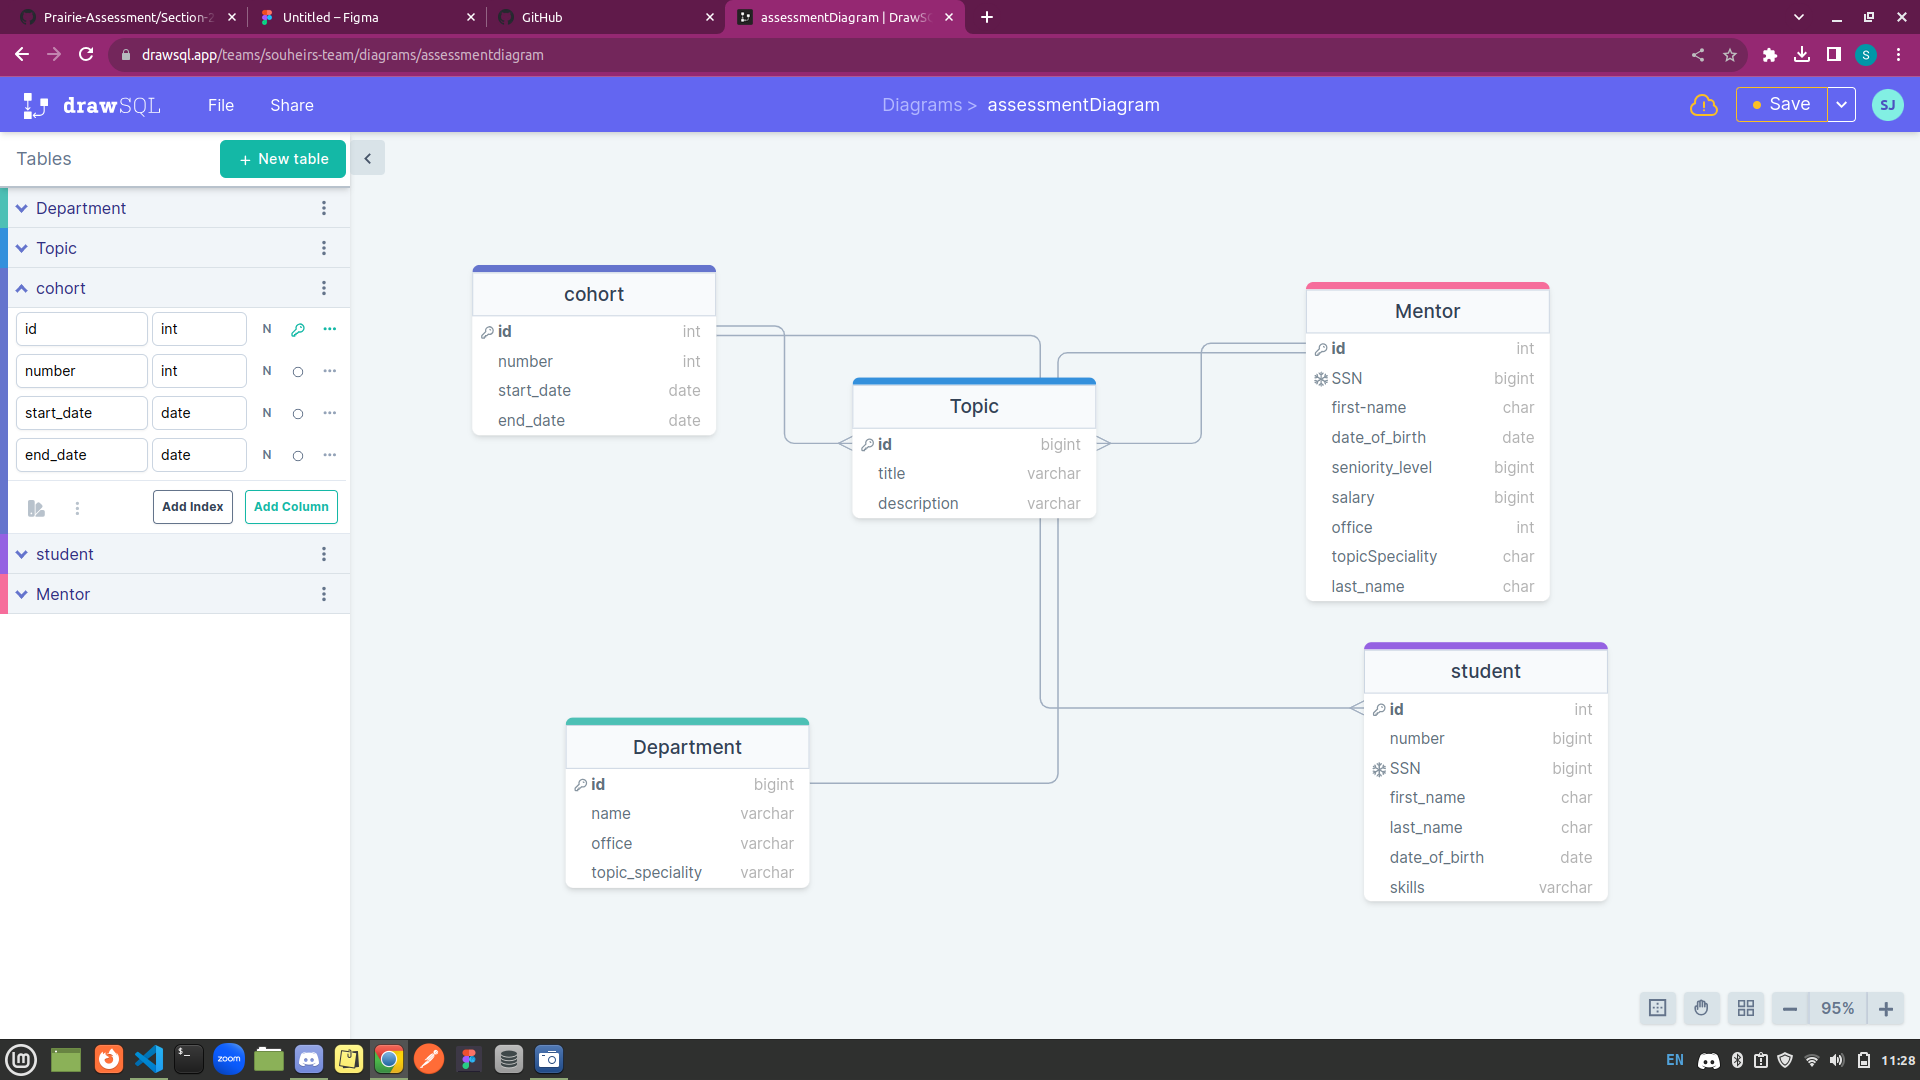 Prairie-Assessment/Section-2
Untitled – Figma
GitHub
assessmentDiagram | DrawSQ
drawsql.app/teams/souheirs-team/diagrams/assessmentdiagram
S
drawSQL
File
Share
Diagrams > assessmentDiagram
Save
SJ
Tables
+ New table
Department
Topic
cohort
id int N
number int N
start_date date N
end_date date N
Add Index
Add Column
student
Mentor
cohort
id int
number int
start_date date
end_date date
Topic
id bigint
title varchar
description varchar
Mentor
id int
SSN bigint
first-name char
date_of_birth date
seniority_level bigint
salary bigint
office int
topicSpeciality char
last_name char
Department
id bigint
name varchar
office varchar
topic_speciality varchar
student
id int
number bigint
SSN bigint
first_name char
last_name char
date_of_birth date
skills varchar
95%
zoom
EN
11:28